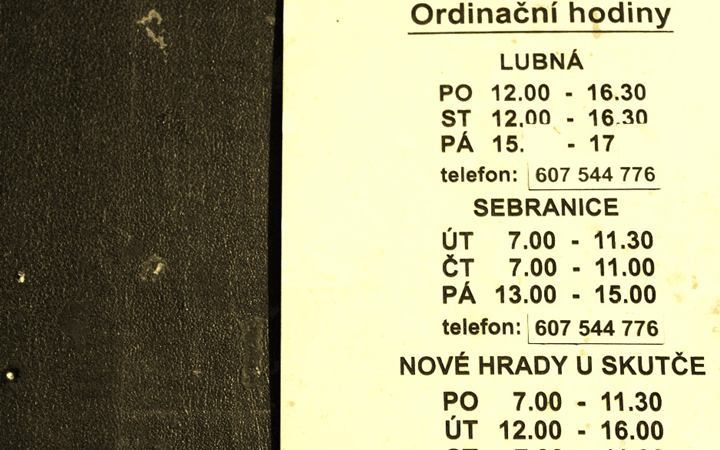 Ordinační hodiny
LUBNÁ
PO 12.00 - 16.30
ST 12.00 - 16.30
PÁ 15. - 17
telefon: 607 544 776
SEBRANICE
ÚT 7.00 - 11.30
ČT 7.00 - 11.00
PÁ 13.00 - 15.00
telefon: 607 544 776
NOVÉ HRADY U SKUTČE
PO 7.00 - 11.30
ÚT 12.00 - 16.00